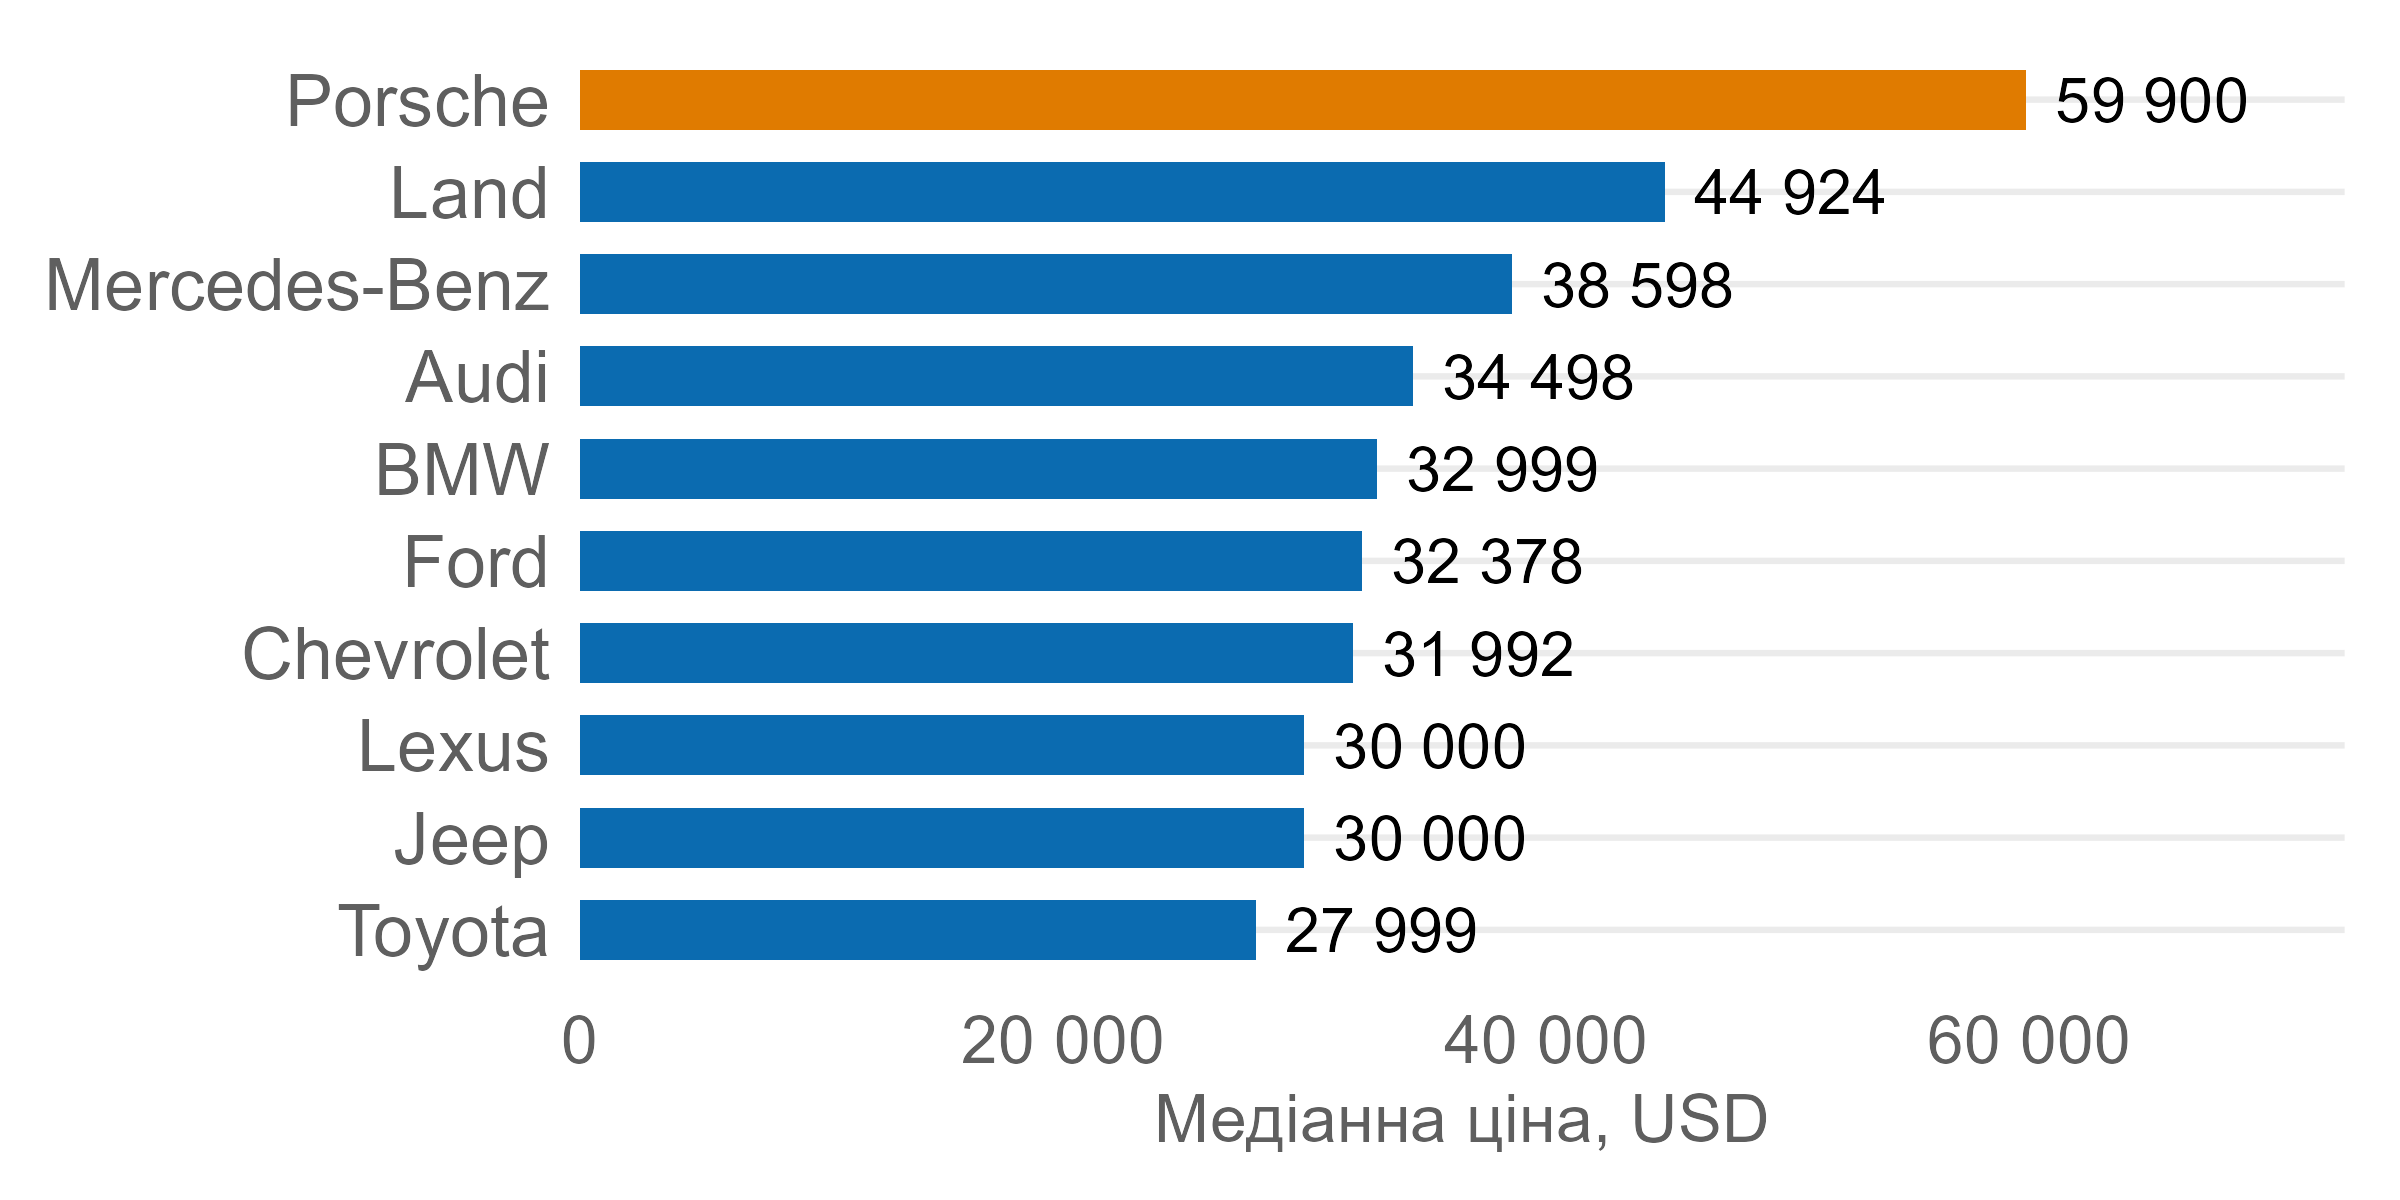 Porsche 59 900
Land 44 924
Mercedes-Benz 38 598
Audi 34 498
BMW 32 999
Ford 32 378
Chevrolet 31 992
Lexus 30 000
Jeep 30 000
Toyota 27 999
0 20 000 40 000 60 000
Медіанна ціна, USD